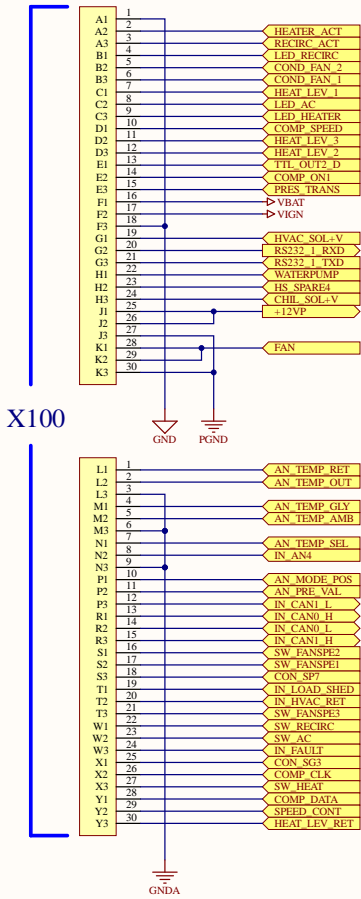 A1 1
A2 2 HEATER_ACT
A3 3 RECIRC_ACT
B1 4 LED_RECIRC
B2 5 COND_FAN_2
B3 6 COND_FAN_1
C1 7 HEAT_LEV_1
C2 8 LED_AC
C3 9 LED_HEATER
D1 10 COMP_SPEED
D2 11 HEAT_LEV_3
D3 12 HEAT_LEV_2
E1 13 TTL_OUT2_D
E2 14 COMP_ON1
E3 15 PRES_TRANS
F1 16 VBAT
F2 17 VIGN
F3 18
G1 19 HVAC_SOL+V
G2 20 RS232_1_RXD
G3 21 RS232_1_TXD
H1 22 WATERPUMP
H2 23 HS_SPARE4
H3 24 CHIL_SOL+V
J1 25 +12VP
J2 26
J3 27
K1 28 FAN
K2 29
K3 30
GND PGND
X100
L1 1 AN_TEMP_RET
L2 2 AN_TEMP_OUT
L3 3
M1 4 AN_TEMP_GLY
M2 5 AN_TEMP_AMB
M3 6
N1 7 AN_TEMP_SEL
N2 8 IN_AN4
N3 9
P1 10 AN_MODE_POS
P2 11 AN_PRE_VAL
P3 12 IN_CAN1_L
R1 13 IN_CAN0_H
R2 14 IN_CAN0_L
R3 15 IN_CAN1_H
S1 16 SW_FANSPE2
S2 17 SW_FANSPE1
S3 18 CON_SP7
T1 19 IN_LOAD_SHED
T2 20 IN_HVAC_RET
T3 21 SW_FANSPE3
W1 22 SW_RECIRC
W2 23 SW_AC
W3 24 IN_FAULT
X1 25 CON_SG3
X2 26 COMP_CLK
X3 27 SW_HEAT
Y1 28 COMP_DATA
Y2 29 SPEED_CONT
Y3 30 HEAT_LEV_RET
GNDA